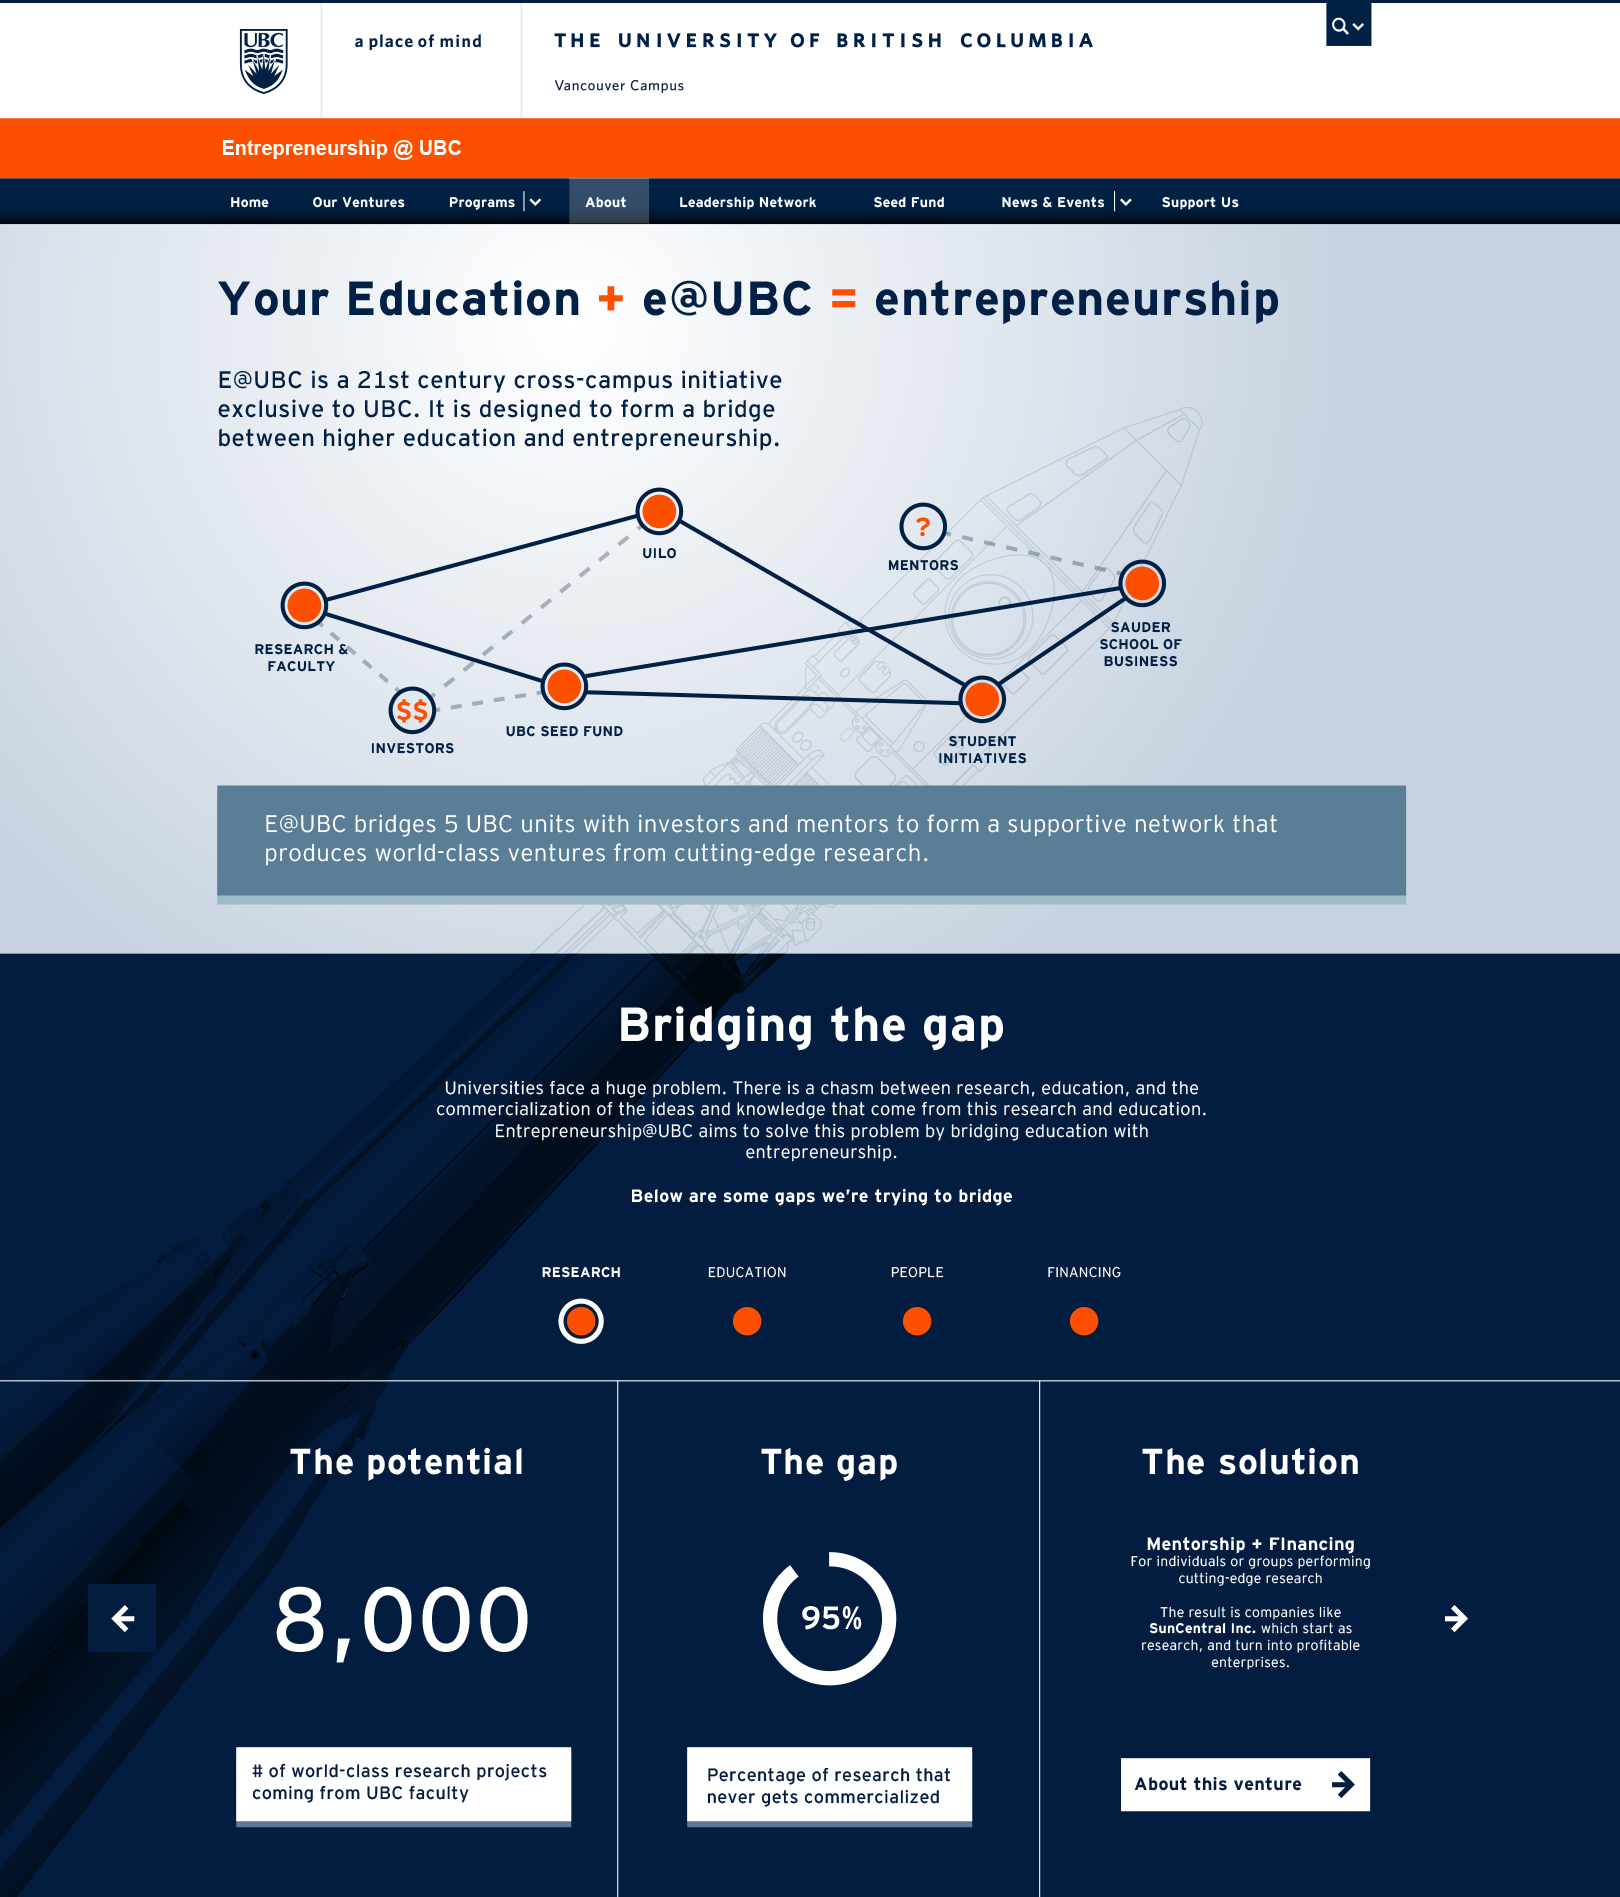 UBC
a place of mind
THE UNIVERSITY OF BRITISH COLUMBIA
Vancouver Campus
Entrepreneurship @ UBC
Home
Our Ventures
Programs
About
Leadership Network
Seed Fund
News & Events
Support Us
Your Education + e@UBC = entrepreneurship
E@UBC is a 21st century cross-campus initiative
exclusive to UBC. It is designed to form a bridge
between higher education and entrepreneurship.
UILO
?
MENTORS
RESEARCH &
FACULTY
SAUDER
SCHOOL OF
BUSINESS
$$
INVESTORS
UBC SEED FUND
STUDENT
INITIATIVES
E@UBC bridges 5 UBC units with investors and mentors to form a supportive network that
produces world-class ventures from cutting-edge research.
Bridging the gap
Universities face a huge problem. There is a chasm between research, education, and the
commercialization of the ideas and knowledge that come from this research and education.
Entrepreneurship@UBC aims to solve this problem by bridging education with
entrepreneurship.
Below are some gaps we're trying to bridge
RESEARCH
EDUCATION
PEOPLE
FINANCING
The potential
8,000
# of world-class research projects
coming from UBC faculty
The gap
95%
Percentage of research that
never gets commercialized
The solution
Mentorship + FInancing
For individuals or groups performing
cutting-edge research
The result is companies like
SunCentral Inc. which start as
research, and turn into profitable
enterprises.
About this venture